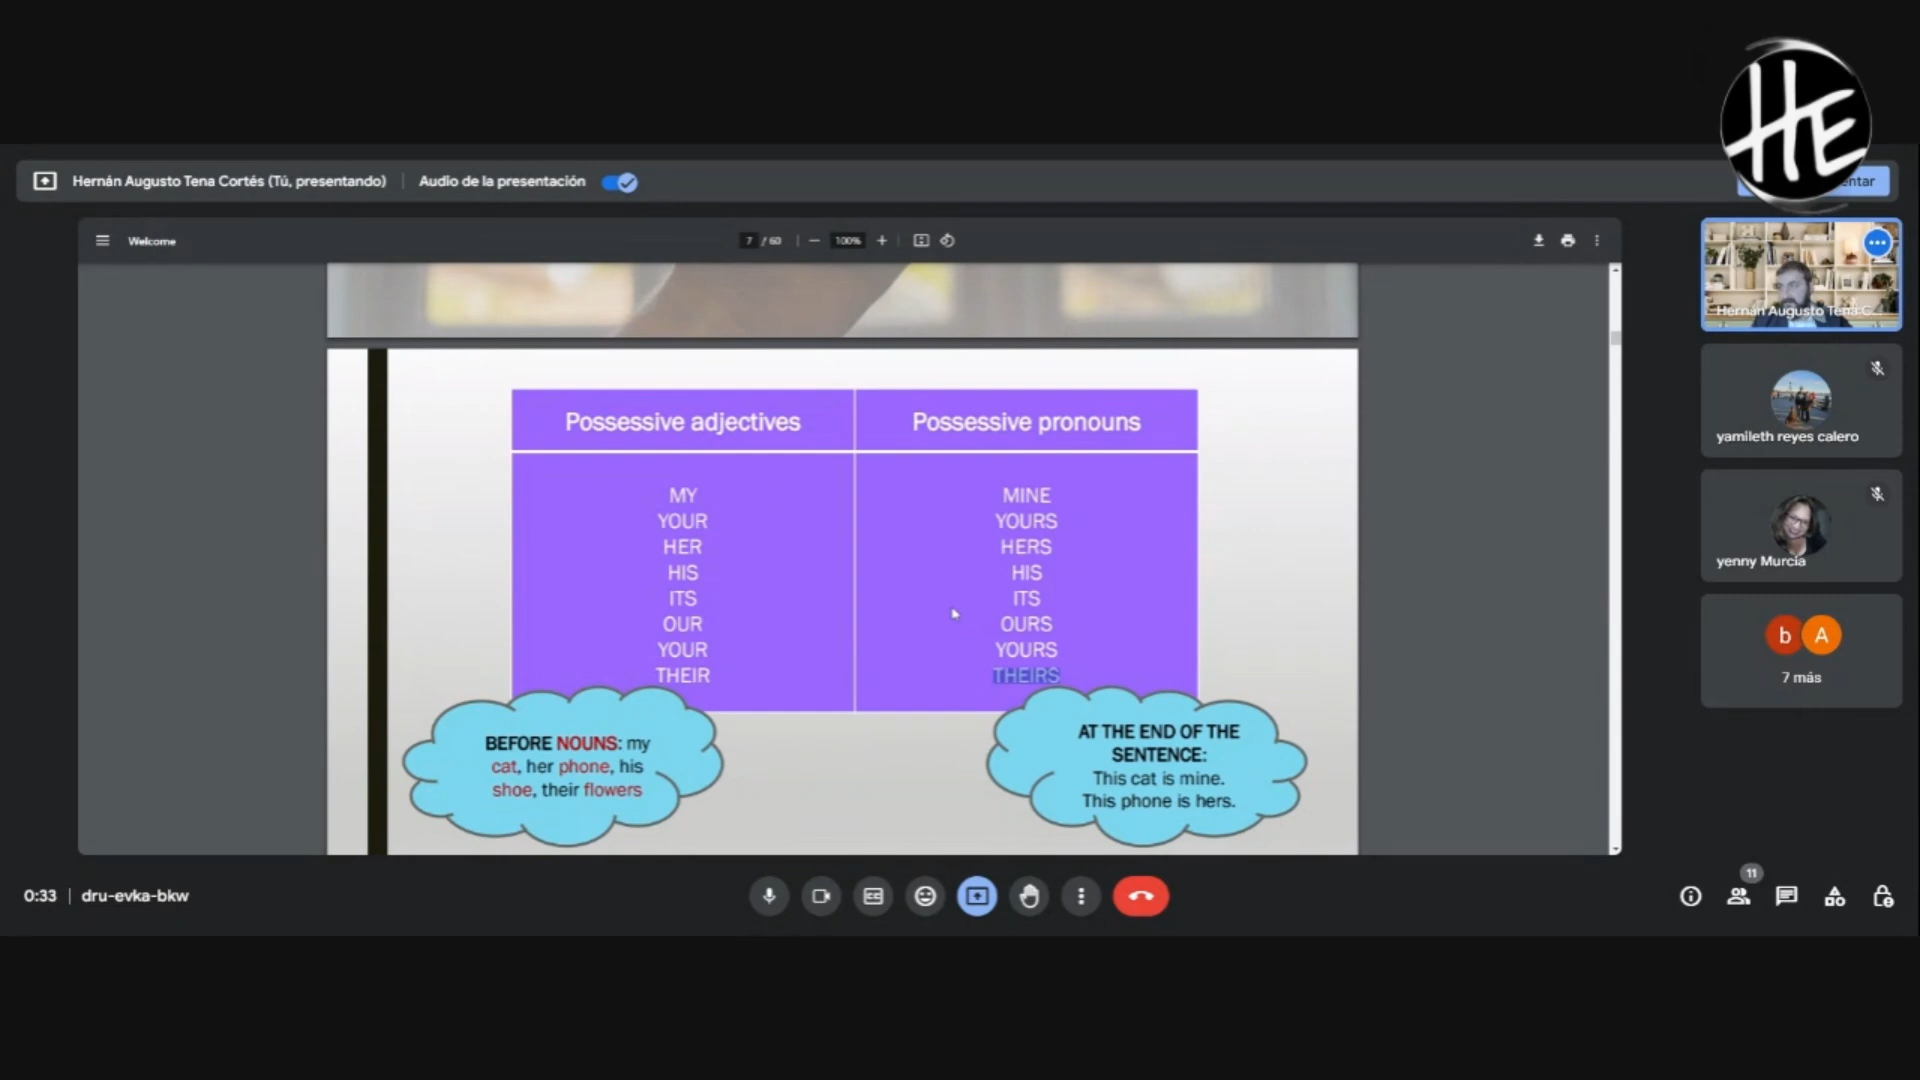 HE
Hernán Augusto Tena Cortés (Tú, presentando)
Audio de la presentación
entar
Welcome
7 / 60
100%
Possessive adjectives
Possessive pronouns
MY
YOUR
HER
HIS
ITS
OUR
YOUR
THEIR
MINE
YOURS
HERS
HIS
ITS
OURS
YOURS
THEIRS
BEFORE NOUNS: my
cat, her phone, his
shoe, their flowers
AT THE END OF THE
SENTENCE:
This cat is mine.
This phone is hers.
Hernán Augusto Tena C...
yamileth reyes calero
yenny Murcia
b A
7 más
0:33 | dru-evka-bkw
CC
11